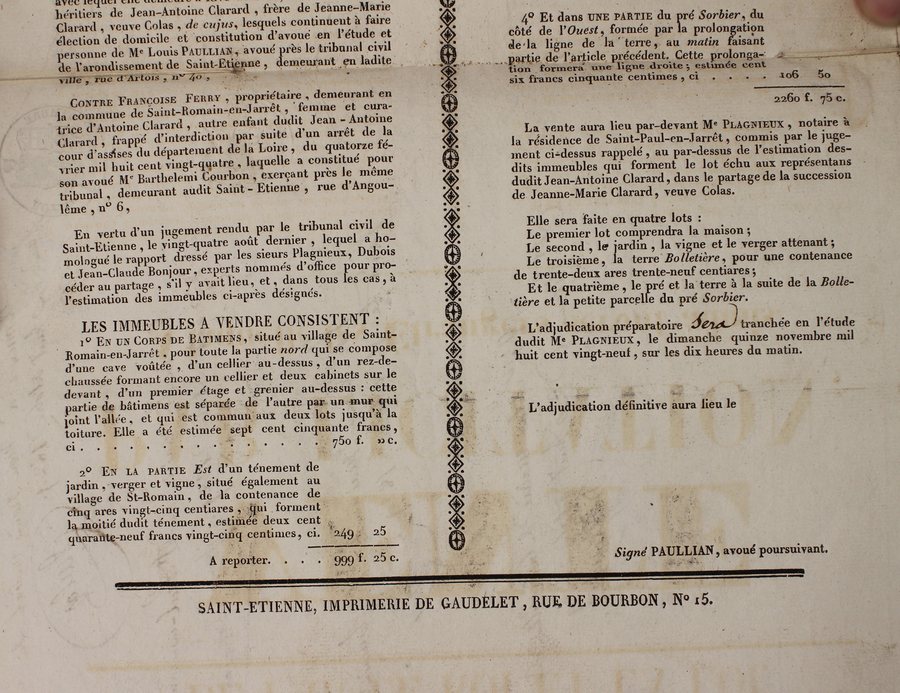 héritiers de Jean-Antoine Clarard, frère de Jeanne-Marie
Clarard, veuve Colas, de cujus, lesquels continuent à faire
élection de domicile et constitution d'avoué en l'étude et
personne de Me Louis PAULLIAN, avoué près le tribunal civil
de l'arondissement de Saint-Etienne, demeurant en ladite
ville, rue d'Artois, n° 40,
CONTRE FRANÇOISE FERRY, propriétaire, demeurant en
la commune de Saint-Romain-en-Jarrêt, femme et cura-
trice d'Antoine Clarard, autre enfant dudit Jean-Antoine
Clarard, frappé d'interdiction par suite d'un arrêt de la
cour d'assises du département de la Loire, du quatorze fé-
vrier mil huit cent vingt-quatre, laquelle a constitué pour
son avoué Me Barthelemi Courbon, exerçant près le même
tribunal, demeurant audit Saint-Etienne, rue d'Angou-
lême, n° 6,
En vertu d'un jugement rendu par le tribunal civil de
Saint-Etienne, le vingt-quatre août dernier, lequel a ho-
mologué le rapport dressé par les sieurs Plagnieux, Dubois
et Jean-Claude Bonjour, experts nommés d'office pour pro-
céder au partage, s'il y avait lieu, et, dans tous les cas, à
l'estimation des immeubles ci-après désignés.
LES IMMEUBLES A VENDRE CONSISTENT :
1° EN UN CORPS DE BATIMENS, situé au village de Saint-
Romain-en-Jarrêt, pour toute la partie nord qui se compose
d'une cave voûtée, d'un cellier au-dessus, d'un rez-de-
chaussée formant encore un cellier et deux cabinets sur le
devant, d'un premier étage et grenier au-dessus : cette
partie de bâtimens est séparée de l'autre par un mur qui
joint l'allée, et qui est commun aux deux lots jusqu'à la
toiture. Elle a été estimée sept cent cinquante francs,
ci . . . . . . . . . . . . . . 750 f. » c.
2° EN LA PARTIE Est d'un ténement de
jardin, verger et vigne, situé également au
village de St-Romain, de la contenance de
cinq ares vingt-cinq centiares, qui forment
la moitié dudit ténement, estimée deux cent
quarante-neuf francs vingt-cinq centimes, ci. 249 25
A reporter. . . . 999 f. 25 c.
4° Et dans UNE PARTIE du pré Sorbier, du
côté de l'Ouest, formée par la prolongation
de la ligne de la terre, au matin faisant
partie de l'article précédent. Cette prolonga-
tion formera une ligne droite; estimée cent
six francs cinquante centimes, ci . . . . 106 50
2260 f. 75 c.
La vente aura lieu par-devant Me PLAGNIEUX, notaire à
la résidence de Saint-Paul-en-Jarrêt, commis par le juge-
ment ci-dessus rappelé, au par-dessus de l'estimation des-
dits immeubles qui forment le lot échu aux représentans
dudit Jean-Antoine Clarard, dans le partage de la succession
de Jeanne-Marie Clarard, veuve Colas.
Elle sera faite en quatre lots :
Le premier lot comprendra la maison;
Le second, le jardin, la vigne et le verger attenant;
Le troisième, la terre Bolletière, pour une contenance
de trente-deux ares trente-neuf centiares;
Et le quatrième, le pré et la terre à la suite de la Bolle-
tière et la petite parcelle du pré Sorbier.
L'adjudication préparatoire Sera tranchée en l'étude
dudit Me PLAGNIEUX, le dimanche quinze novembre mil
huit cent vingt-neuf, sur les dix heures du matin.
L'adjudication définitive aura lieu le
Signé PAULLIAN, avoué poursuivant.
SAINT-ETIENNE, IMPRIMERIE DE GAUDELET, RUE DE BOURBON, N° 15.